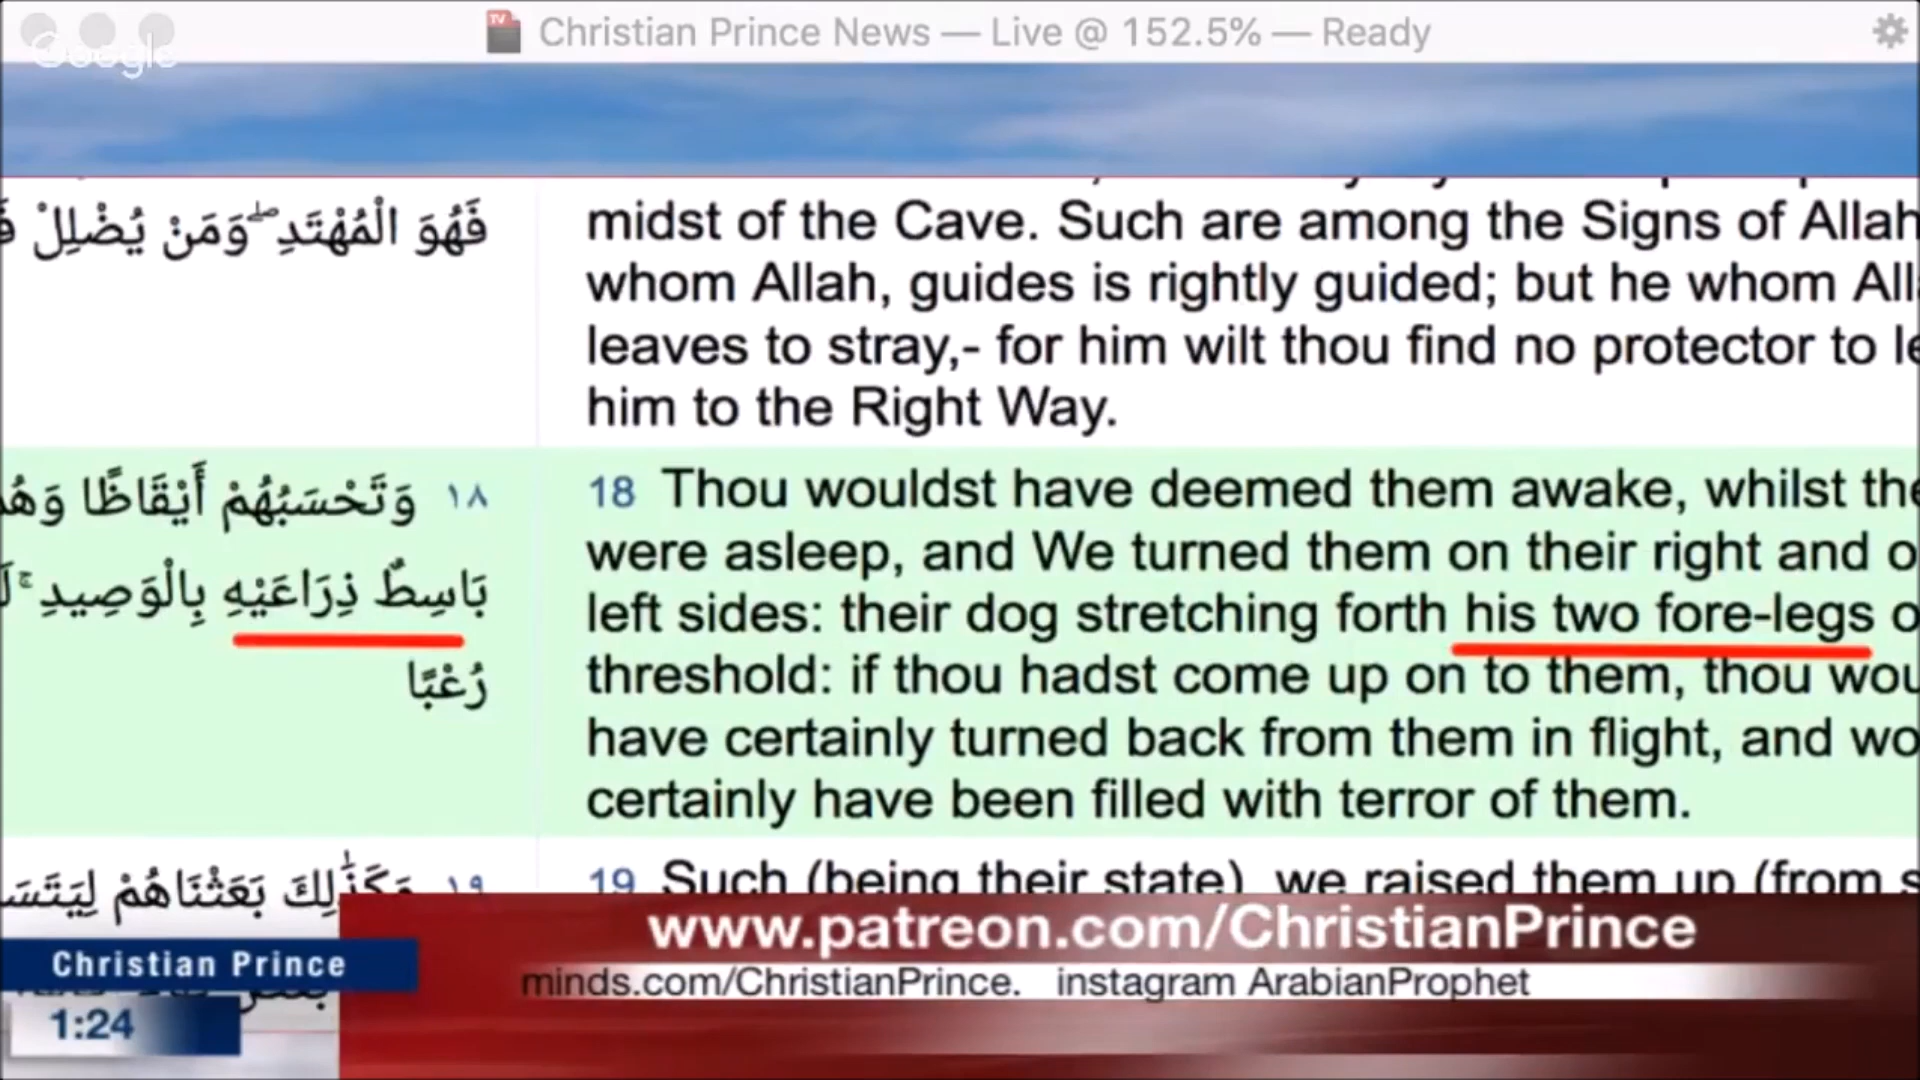 Christian Prince News — Live @ 152.5% — Ready
Google
فَهُوَ الْمُهْتَدِ ۖ وَمَنْ يُضْلِلْ
midst of the Cave. Such are among the Signs of Allah
whom Allah, guides is rightly guided; but he whom All
leaves to stray,- for him wilt thou find no protector to le
him to the Right Way.
١٨ وَتَحْسَبُهُمْ أَيْقَاظًا وَهُ
بَاسِطٌ ذِرَاعَيْهِ بِالْوَصِيدِ ۚ لَ
رُعْبًا
18 Thou wouldst have deemed them awake, whilst the
were asleep, and We turned them on their right and o
left sides: their dog stretching forth his two fore-legs o
threshold: if thou hadst come up on to them, thou wou
have certainly turned back from them in flight, and wo
certainly have been filled with terror of them.
١٩ وَكَذَٰلِكَ بَعَثْنَاهُمْ لِيَتَسَ
19 Such (being their state), we raised them up (from s
www.patreon.com/ChristianPrince
minds.com/ChristianPrince. instagram ArabianProphet
Christian Prince
1:24